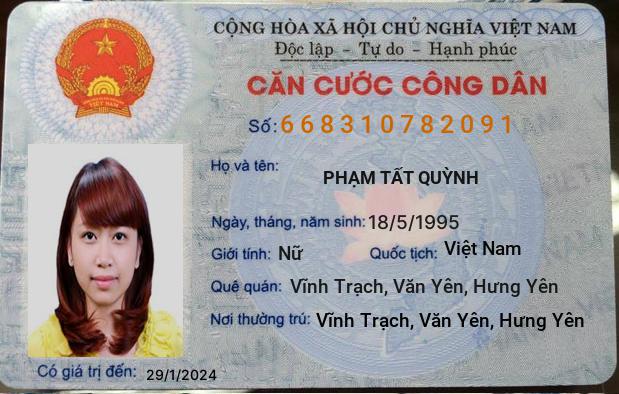 CỘNG HÒA XÃ HỘI CHỦ NGHĨA VIỆT NAM
Độc lập - Tự do - Hạnh phúc
CĂN CƯỚC CÔNG DÂN
Số: 668310782091
Họ và tên:
PHẠM TẤT QUỲNH
Ngày, tháng, năm sinh: 18/5/1995
Giới tính: Nữ Quốc tịch: Việt Nam
Quê quán: Vĩnh Trạch, Văn Yên, Hưng Yên
Nơi thường trú: Vĩnh Trạch, Văn Yên, Hưng Yên
Có giá trị đến: 29/1/2024
VIỆT NAM